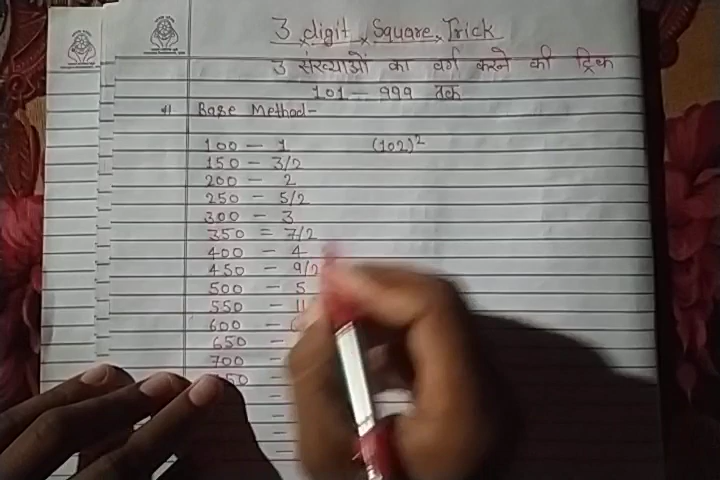 3 digit Square Trick
3 संख्याओं का वर्ग करने की ट्रिक
101 - 999 तक
Base Method-
100 - 1 (102)²
150 - 3/2
200 - 2
250 - 5/2
300 - 3
350 = 7/2
400 - 4
450 - 9/2
500 - 5
550 -
600 -
650 -
700 -